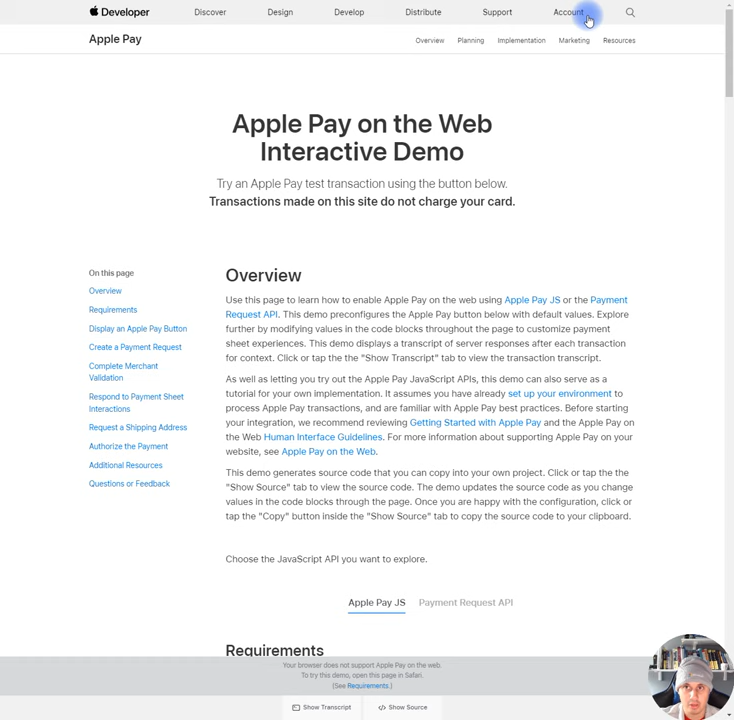 Developer
Discover
Design
Develop
Distribute
Support
Account
Apple Pay
Overview
Planning
Implementation
Marketing
Resources
Apple Pay on the Web
Interactive Demo
Try an Apple Pay test transaction using the button below.
Transactions made on this site do not charge your card.
On this page
Overview
Requirements
Display an Apple Pay Button
Create a Payment Request
Complete Merchant
Validation
Respond to Payment Sheet
Interactions
Request a Shipping Address
Authorize the Payment
Additional Resources
Questions or Feedback
Overview
Use this page to learn how to enable Apple Pay on the web using Apple Pay JS or the Payment
Request API. This demo preconfigures the Apple Pay button below with default values. Explore
further by modifying values in the code blocks throughout the page to customize payment
sheet experiences. This demo displays a transcript of server responses after each transaction
for context. Click or tap the the "Show Transcript" tab to view the transaction transcript.
As well as letting you try out the Apple Pay JavaScript APIs, this demo can also serve as a
tutorial for your own implementation. It assumes you have already set up your environment to
process Apple Pay transactions, and are familiar with Apple Pay best practices. Before starting
your integration, we recommend reviewing Getting Started with Apple Pay and the Apple Pay on
the Web Human Interface Guidelines. For more information about supporting Apple Pay on your
website, see Apple Pay on the Web.
This demo generates source code that you can copy into your own project. Click or tap the the
"Show Source" tab to view the source code. The demo updates the source code as you change
values in the code blocks through the page. Once you are happy with the configuration, click or
tap the "Copy" button inside the "Show Source" tab to copy the source code to your clipboard.
Choose the JavaScript API you want to explore.
Apple Pay JS
Payment Request API
Requirements
Your browser does not support Apple Pay on the web.
To try this demo, open this page in Safari.
(See Requirements.)
Show Transcript
Show Source